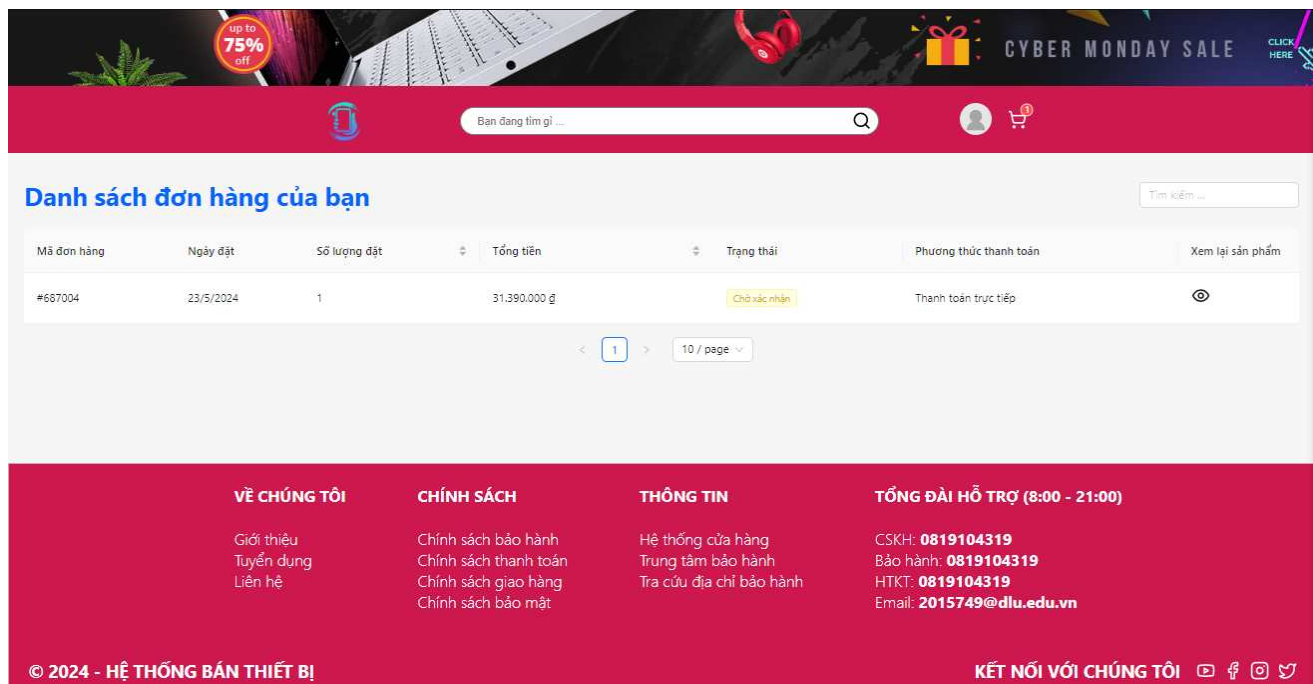 up to
75%
off
CYBER MONDAY SALE
CLICK
HERE
Bạn đang tìm gì ...
1
Danh sách đơn hàng của bạn
Tìm kiếm ...
Mã đơn hàng Ngày đặt Số lượng đặt Tổng tiền Trạng thái Phương thức thanh toán Xem lại sản phẩm
#687004 23/5/2024 1 31.390.000 ₫ Chờ xác nhận Thanh toán trực tiếp
< 1 > 10 / page
VỀ CHÚNG TÔI
Giới thiệu
Tuyển dụng
Liên hệ
CHÍNH SÁCH
Chính sách bảo hành
Chính sách thanh toán
Chính sách giao hàng
Chính sách bảo mật
THÔNG TIN
Hệ thống cửa hàng
Trung tâm bảo hành
Tra cứu địa chỉ bảo hành
TỔNG ĐÀI HỖ TRỢ (8:00 - 21:00)
CSKH: 0819104319
Bảo hành: 0819104319
HTKT: 0819104319
Email: 2015749@dlu.edu.vn
© 2024 - HỆ THỐNG BÁN THIẾT BỊ
KẾT NỐI VỚI CHÚNG TÔI